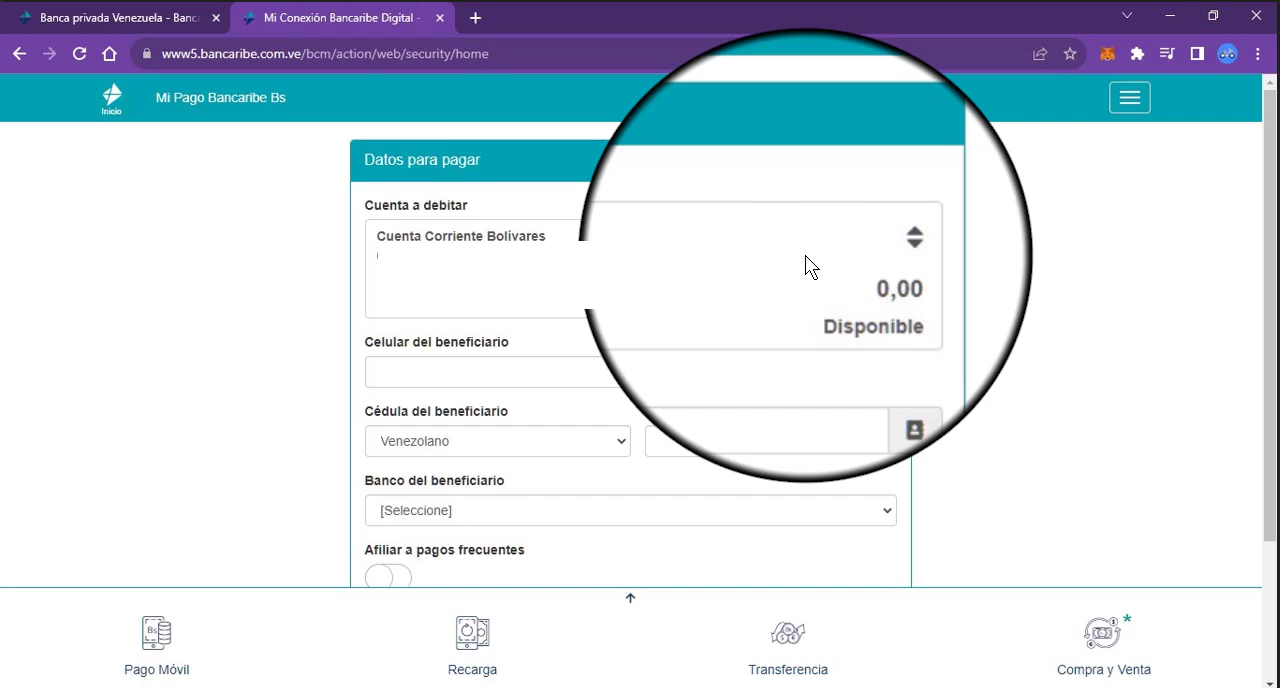 Banca privada Venezuela - Banc
Mi Conexión Bancaribe Digital -
www5.bancaribe.com.ve/bcm/action/web/security/home
Inicio
Mi Pago Bancaribe Bs
Datos para pagar
Cuenta a debitar
Cuenta Corriente Bolívares
0,00
Disponible
Celular del beneficiario
Cédula del beneficiario
Venezolano
Banco del beneficiario
[Seleccione]
Afiliar a pagos frecuentes
Bs
Pago Móvil
Recarga
Transferencia
Compra y Venta